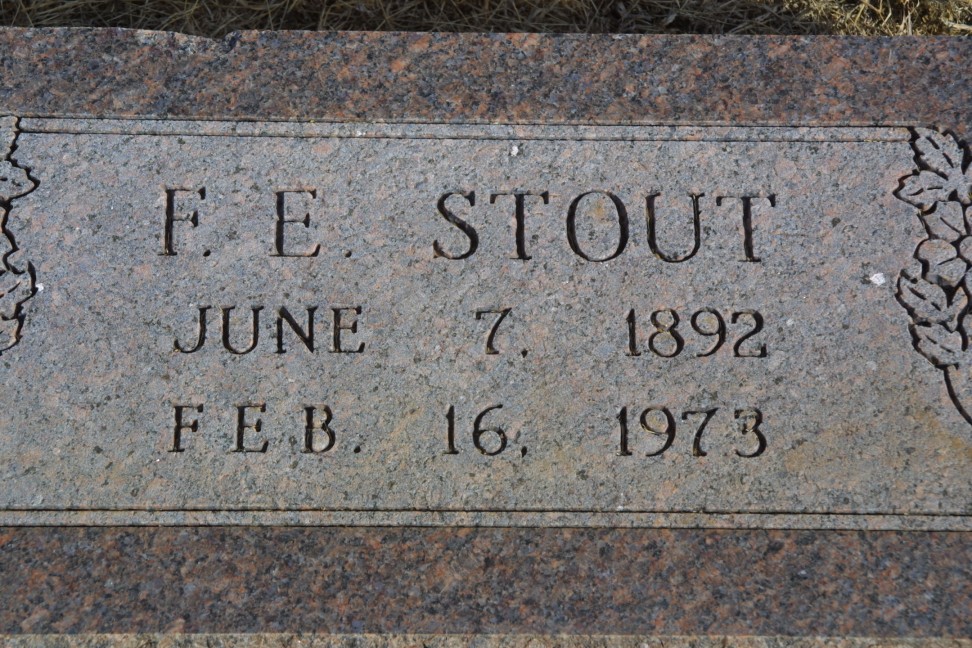 F. E. STOUT
JUNE 7. 1892
FEB. 16, 1973